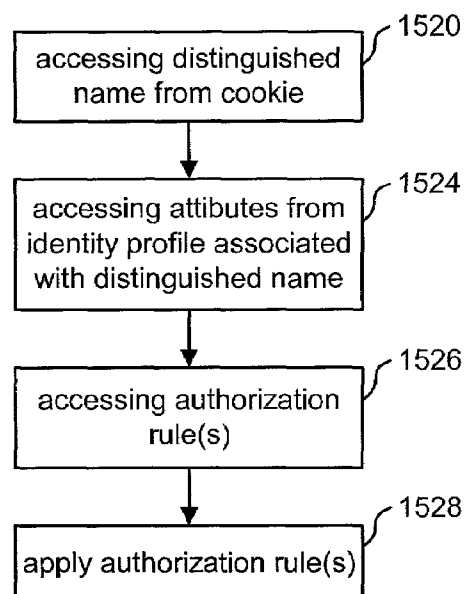 1520
accessing distinguished
name from cookie
1524
accessing attibutes from
identity profile associated
with distinguished name
1526
accessing authorization
rule(s)
1528
apply authorization rule(s)